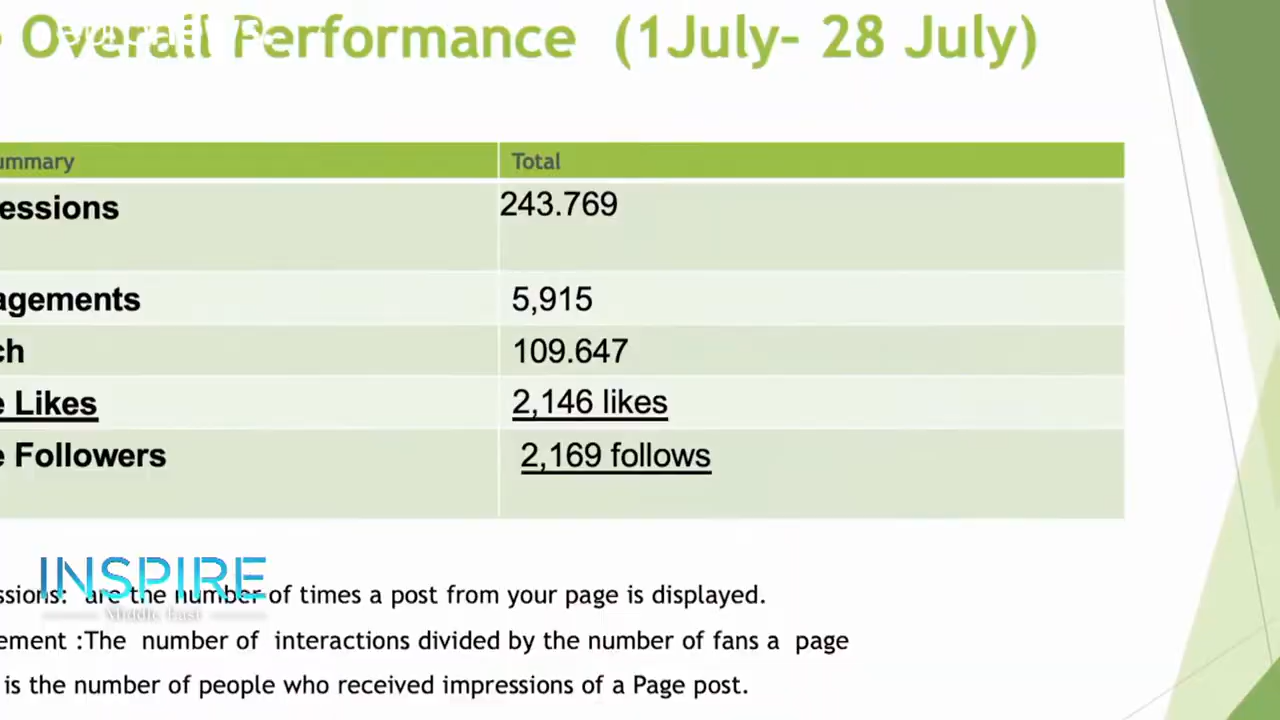 Overall Performance (1July- 28 July)
euronews.
ummary Total
essions 243.769
agements 5,915
ch 109.647
e Likes 2,146 likes
e Followers 2,169 follows
INSPIRE
Middle East
ssions: are the number of times a post from your page is displayed.
ement :The number of interactions divided by the number of fans a page
is the number of people who received impressions of a Page post.